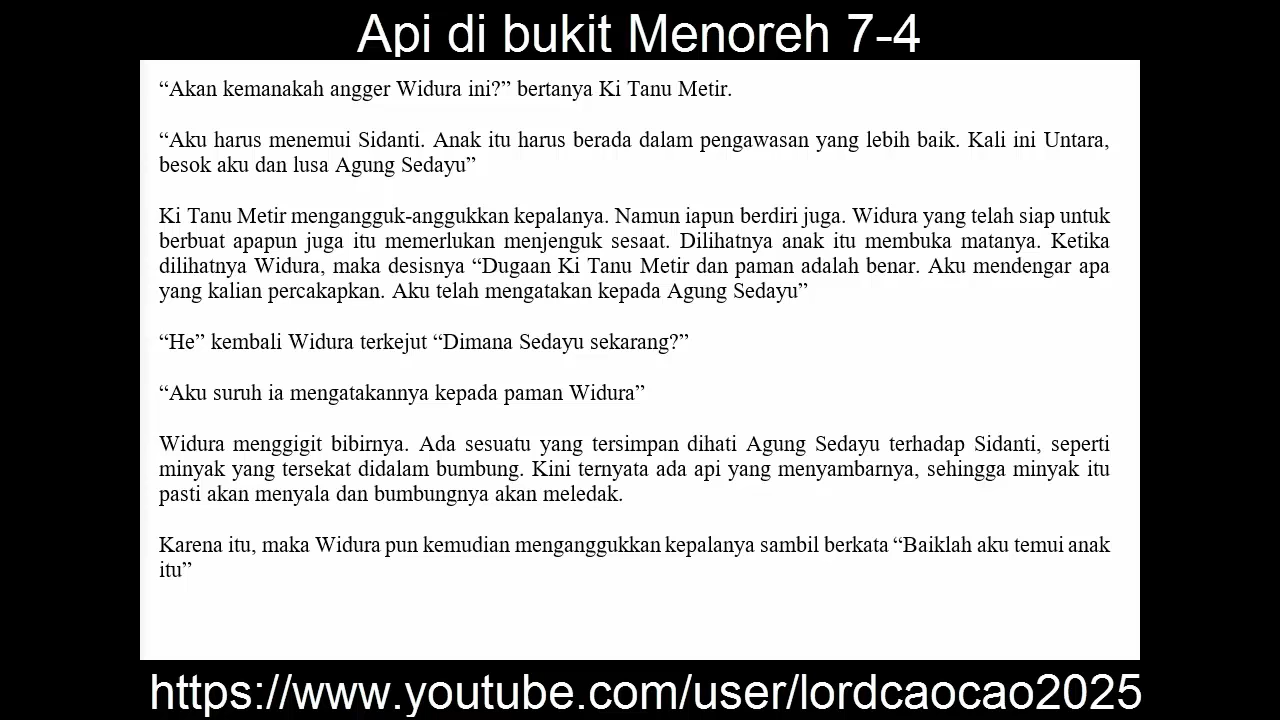 Api di bukit Menoreh 7-4
“Akan kemanakah angger Widura ini?” bertanya Ki Tanu Metir.
“Aku harus menemui Sidanti. Anak itu harus berada dalam pengawasan yang lebih baik. Kali ini Untara,
besok aku dan lusa Agung Sedayu”
Ki Tanu Metir mengangguk-anggukkan kepalanya. Namun iapun berdiri juga. Widura yang telah siap untuk
berbuat apapun juga itu memerlukan menjenguk sesaat. Dilihatnya anak itu membuka matanya. Ketika
dilihatnya Widura, maka desisnya “Dugaan Ki Tanu Metir dan paman adalah benar. Aku mendengar apa
yang kalian percakapkan. Aku telah mengatakan kepada Agung Sedayu”
“He” kembali Widura terkejut “Dimana Sedayu sekarang?”
“Aku suruh ia mengatakannya kepada paman Widura”
Widura menggigit bibirnya. Ada sesuatu yang tersimpan dihati Agung Sedayu terhadap Sidanti, seperti
minyak yang tersekat didalam bumbung. Kini ternyata ada api yang menyambarnya, sehingga minyak itu
pasti akan menyala dan bumbungnya akan meledak.
Karena itu, maka Widura pun kemudian menganggukkan kepalanya sambil berkata “Baiklah aku temui anak
itu”
https://www.youtube.com/user/lordcaocao2025